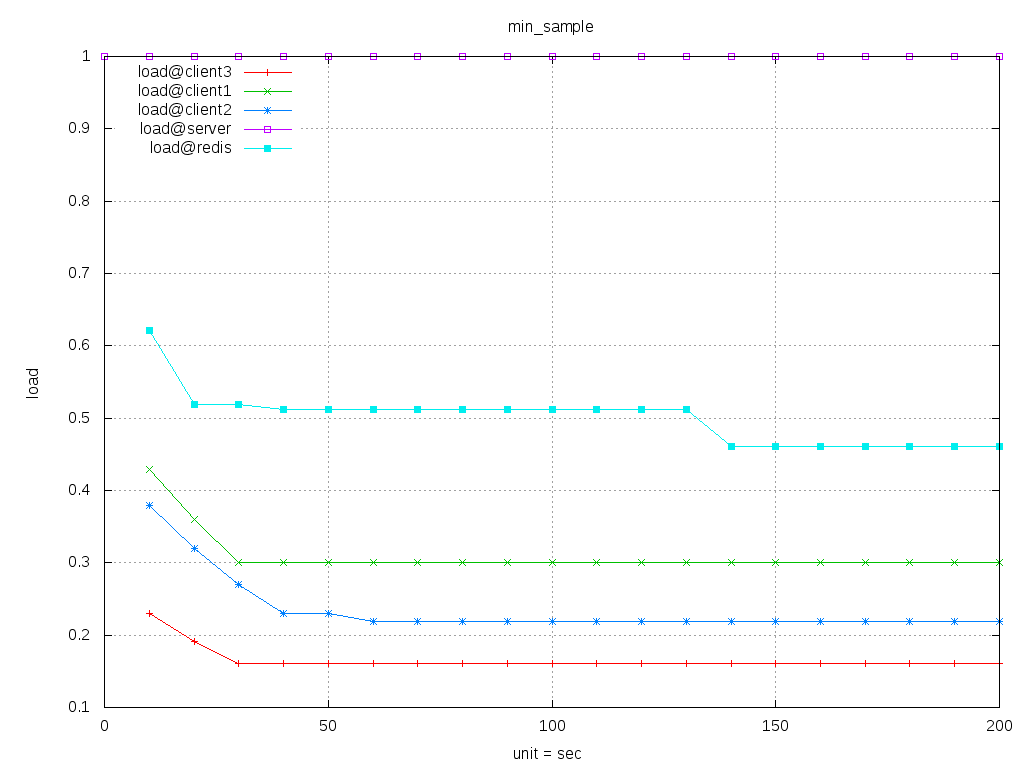 min_sample
load@client3
load@client1
load@client2
load@server
load@redis
1
0.9
0.8
0.7
0.6
0.5
0.4
0.3
0.2
0.1
load
0 50 100 150 200
unit = sec